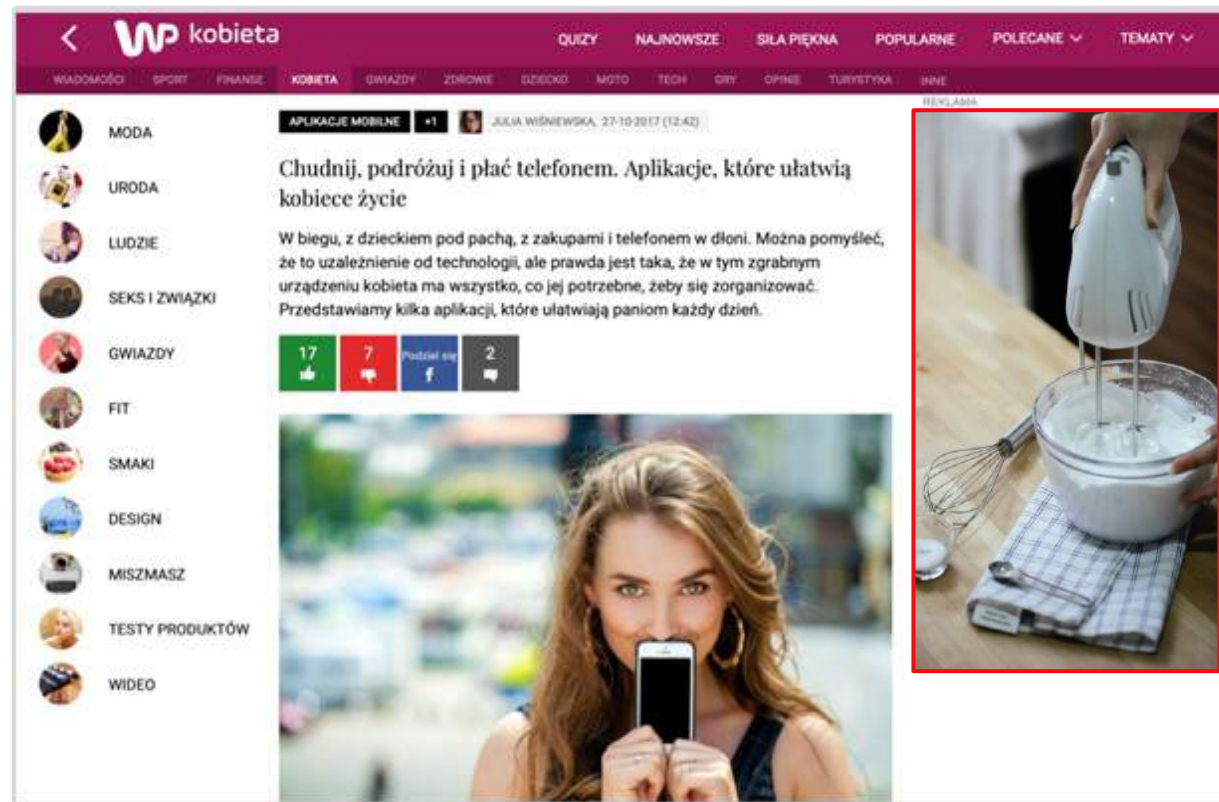 WP kobieta
QUIZY NAJNOWSZE SIŁA PIĘKNA POPULARNE POLECANE TEMATY
WIADOMOŚCI SPORT FINANSE KOBIETA GWIAZDY ZDROWIE DZIECKO MOTO TECH GRY OPINIE TURYSTYKA INNE
REKLAMA
APLIKACJE MOBILNE +1 JULIA WIŚNIEWSKA, 27-10-2017 (12:42)
Chudnij, podróżuj i płać telefonem. Aplikacje, które ułatwią
kobiece życie
W biegu, z dzieckiem pod pachą, z zakupami i telefonem w dłoni. Można pomyśleć,
że to uzależnienie od technologii, ale prawda jest taka, że w tym zgrabnym
urządzeniu kobieta ma wszystko, co jej potrzebne, żeby się zorganizować.
Przedstawiamy kilka aplikacji, które ułatwiają paniom każdy dzień.
17 7 Podziel się 2
MODA
URODA
LUDZIE
SEKS I ZWIĄZKI
GWIAZDY
FIT
SMAKI
DESIGN
MISZMASZ
TESTY PRODUKTÓW
WIDEO